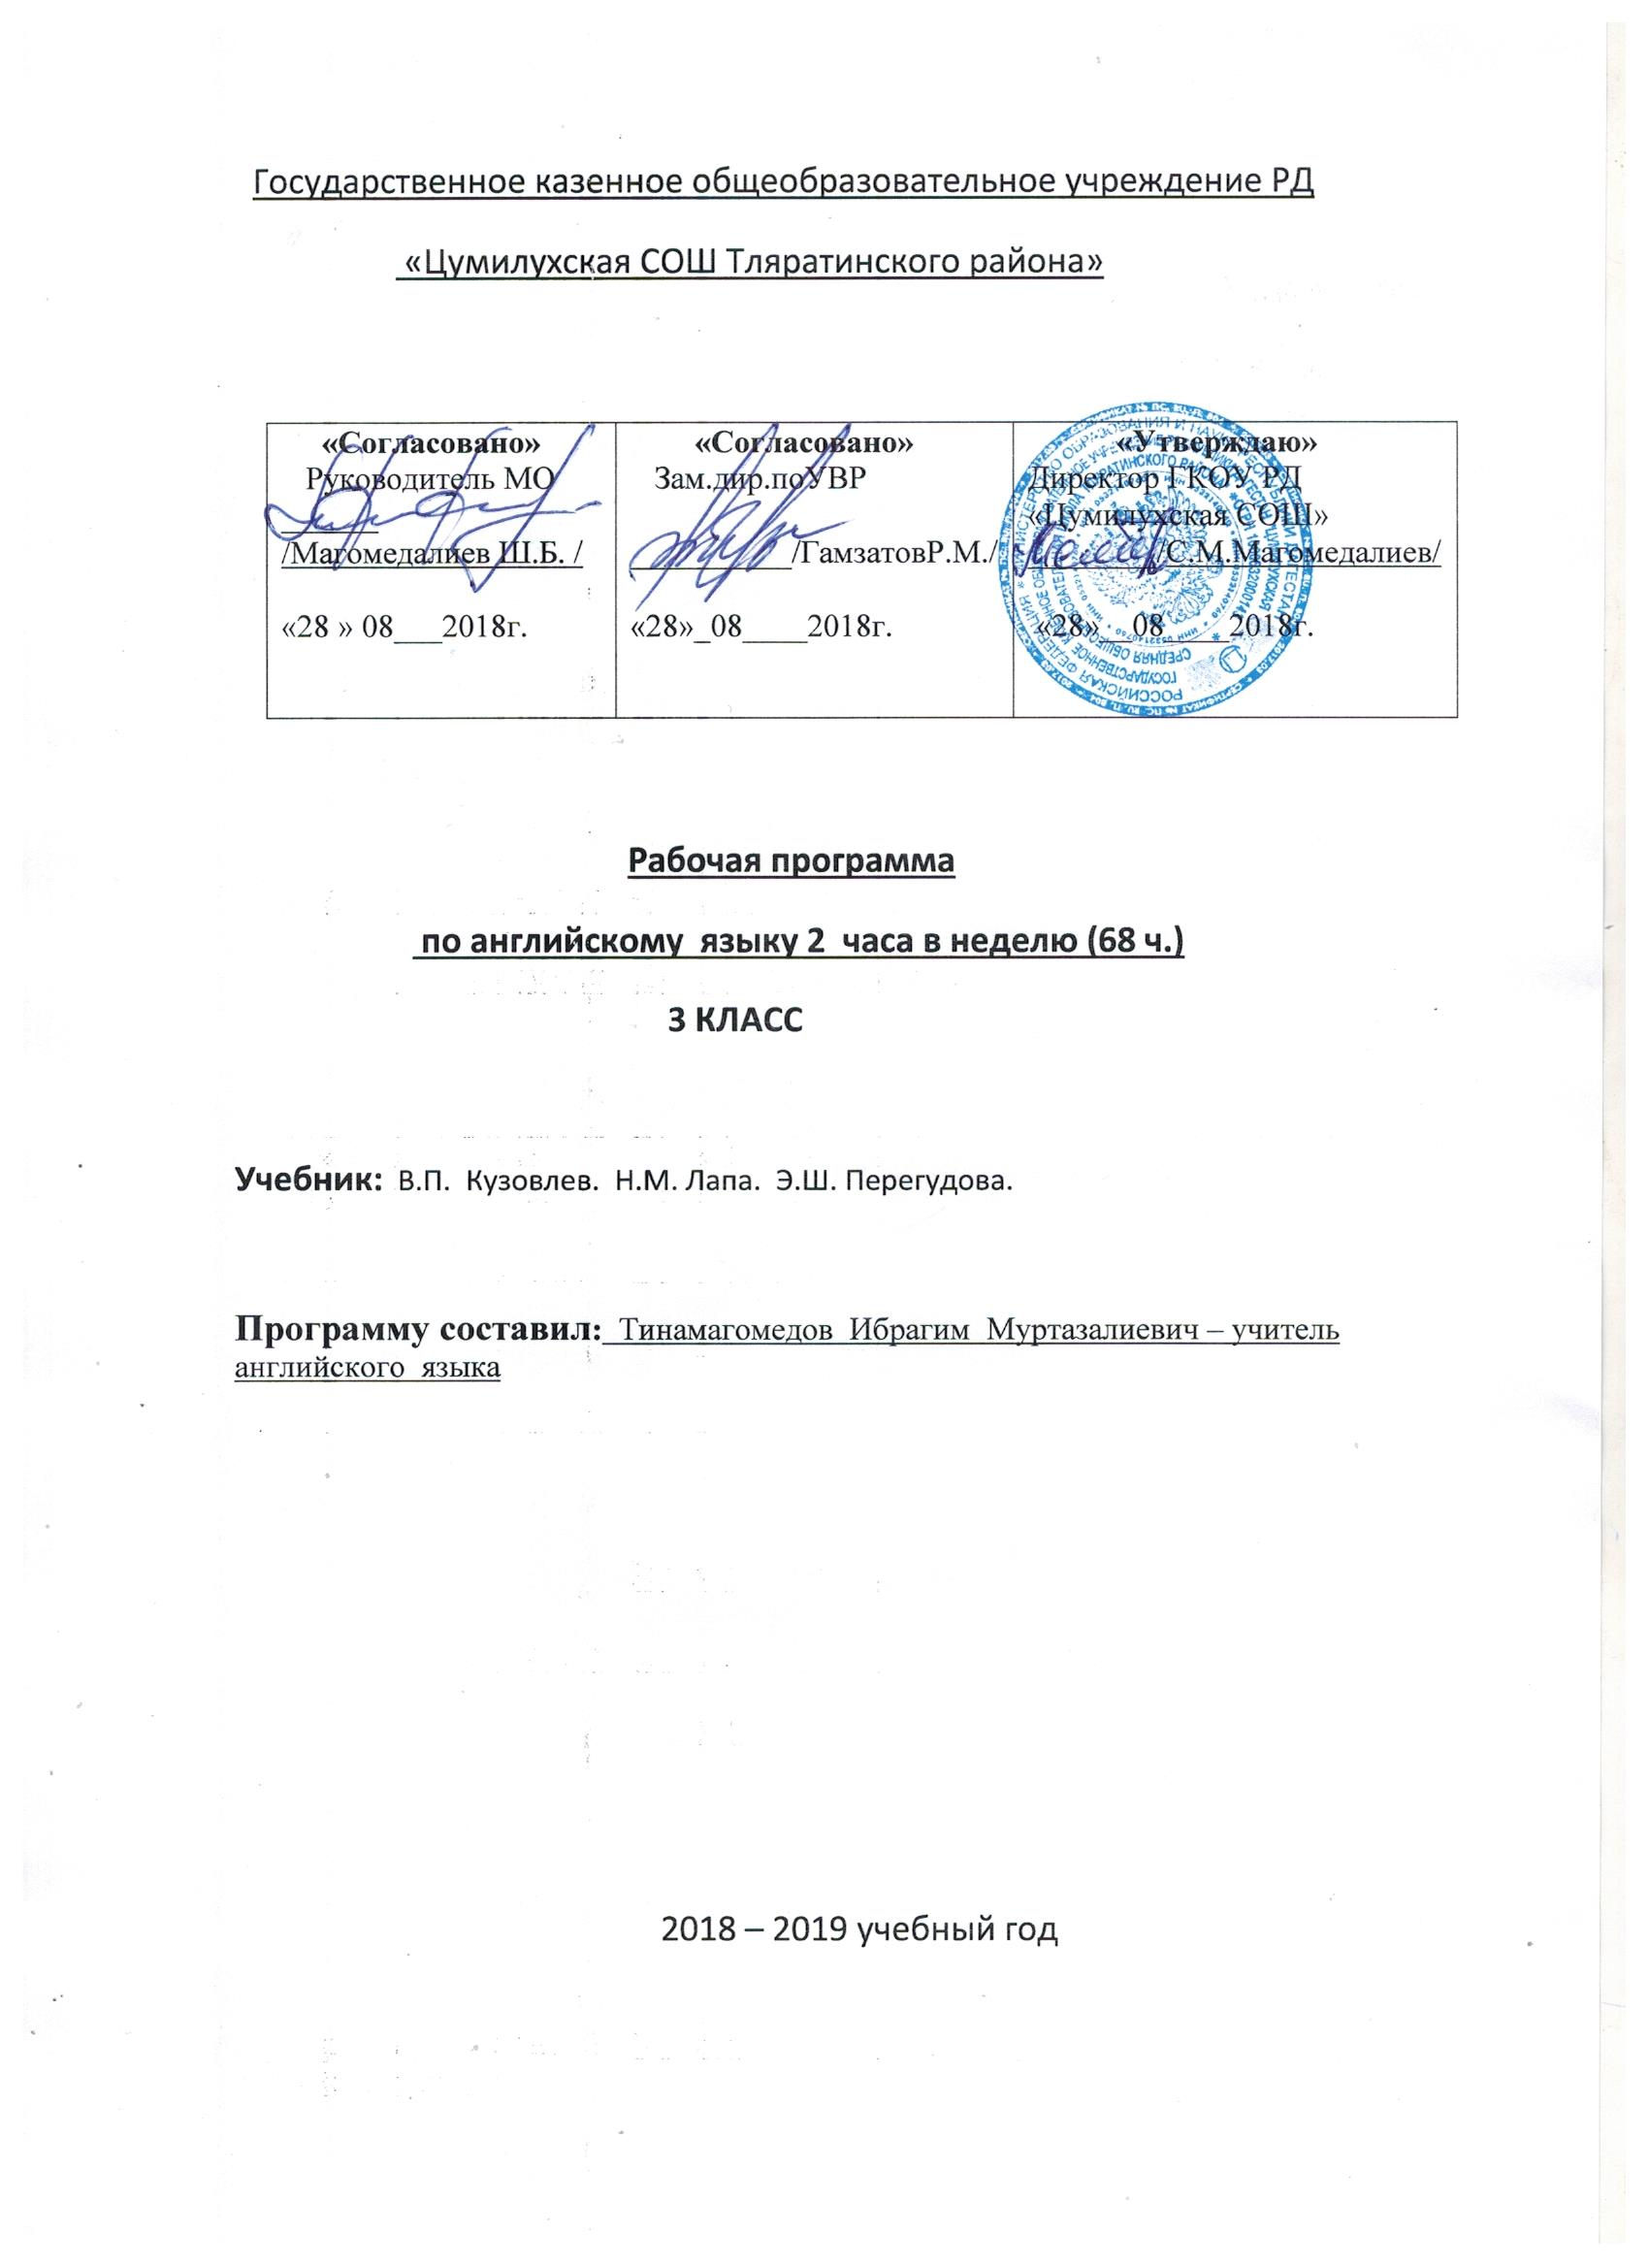 Государственное казенное общеобразовательное учреждение РД
«Цумилухская СОШ Тляратинского района»
«Согласовано»
Руководитель МО
______
/Магомедалиев Ш.Б. /
«28 » 08___2018г.
«Согласовано»
Зам.дир.поУВР
__________/ГамзатовР.М./
«28»_08____2018г.
«Утверждаю»
Директор ГКОУ РД
«Цумилухская СОШ»
________/С.М.Магомедалиев/
«28»__08____2018г.
Рабочая программа
по английскому языку 2 часа в неделю (68 ч.)
3 КЛАСС
Учебник: В.П. Кузовлев. Н.М. Лапа. Э.Ш. Перегудова.
Программу составил: Тинамагомедов Ибрагим Муртазалиевич – учитель
английского языка
2018 – 2019 учебный год